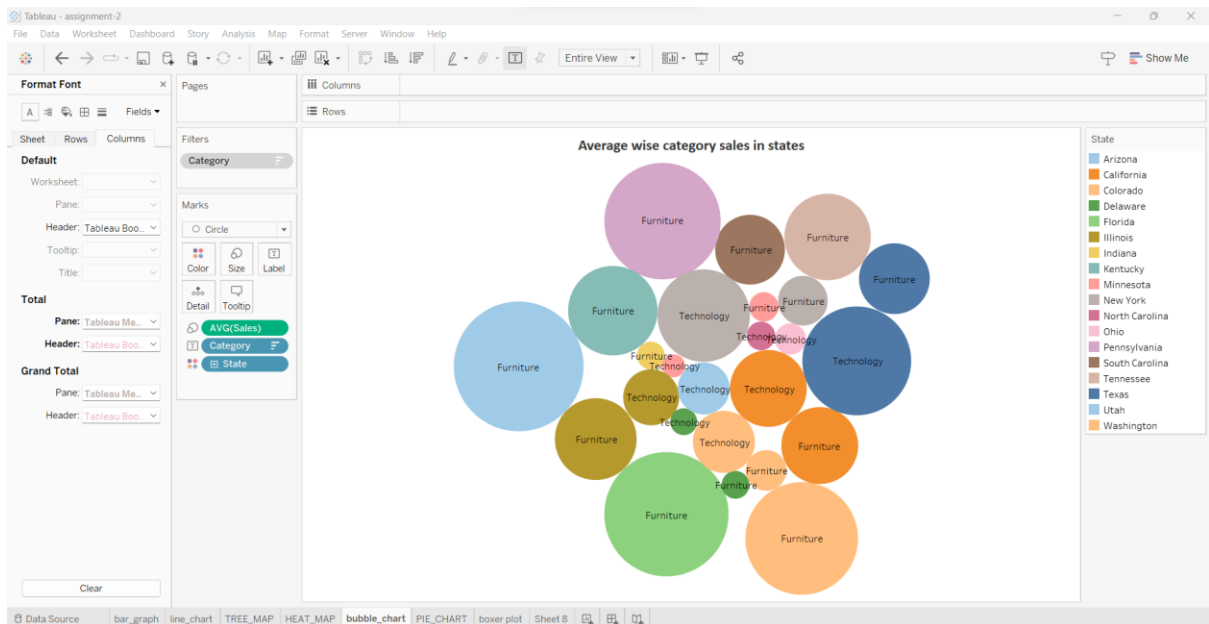 Tableau - assignment-2
File Data Worksheet Dashboard Story Analysis Map Format Server Window Help
Entire View
Show Me
Format Font
Fields
Sheet Rows Columns
Default
Worksheet:
Pane:
Header: Tableau Boo..
Tooltip:
Title:
Total
Pane: Tableau Me..
Header: Tableau Boo..
Grand Total
Pane: Tableau Me..
Header: Tableau Boo..
Clear
Pages
Filters
Category
Marks
Circle
Color Size Label
Detail Tooltip
AVG(Sales)
Category
State
Columns
Rows
Average wise category sales in states
Furniture
Furniture
Furniture
Furniture
Furniture
Furniture
Furniture
Technology
Technology
Technology
Technology
Furniture
Technology
Furniture
Technology
Technology
Technology
Technology
Technology
Furniture
Furniture
Furniture
Furniture
Furniture
Furniture
State
Arizona
California
Colorado
Delaware
Florida
Illinois
Indiana
Kentucky
Minnesota
New York
North Carolina
Ohio
Pennsylvania
South Carolina
Tennessee
Texas
Utah
Washington
Data Source bar_graph line_chart TREE_MAP HEAT_MAP bubble_chart PIE_CHART boxer plot Sheet 8